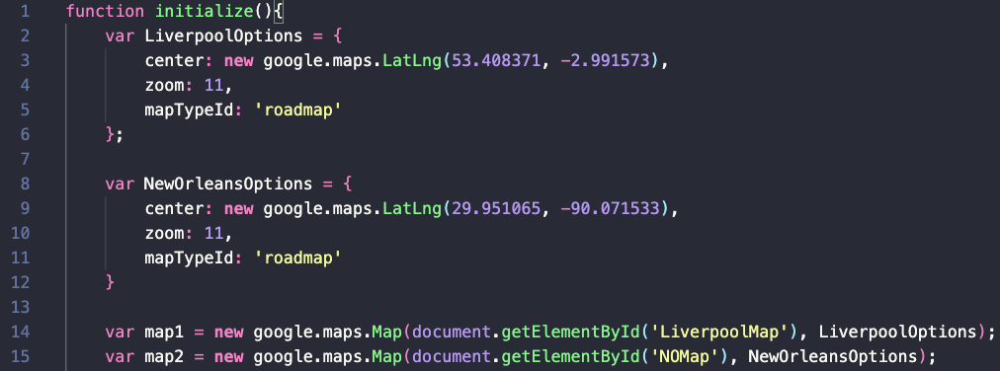 1 function initialize(){
2 var LiverpoolOptions = {
3 center: new google.maps.LatLng(53.408371, -2.991573),
4 zoom: 11,
5 mapTypeId: 'roadmap'
6 };
7
8 var NewOrleansOptions = {
9 center: new google.maps.LatLng(29.951065, -90.071533),
10 zoom: 11,
11 mapTypeId: 'roadmap'
12 }
13
14 var map1 = new google.maps.Map(document.getElementById('LiverpoolMap'), LiverpoolOptions);
15 var map2 = new google.maps.Map(document.getElementById('NOMap'), NewOrleansOptions);